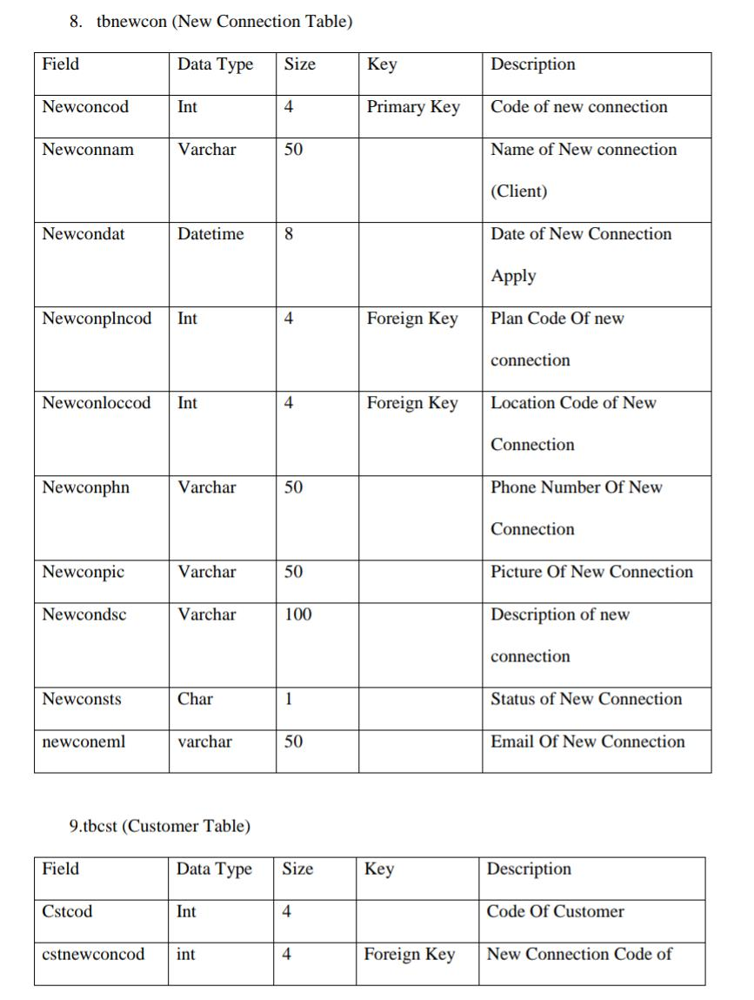 8. tbnewcon (New Connection Table)
Field Data Type Size Key Description
Newconcod Int 4 Primary Key Code of new connection
Newconnam Varchar 50 Name of New connection
(Client)
Newcondat Datetime 8 Date of New Connection
Apply
Newconplncod Int 4 Foreign Key Plan Code Of new
connection
Newconloccod Int 4 Foreign Key Location Code of New
Connection
Newconphn Varchar 50 Phone Number Of New
Connection
Newconpic Varchar 50 Picture Of New Connection
Newcondsc Varchar 100 Description of new
connection
Newconsts Char 1 Status of New Connection
newconeml varchar 50 Email Of New Connection
9.tbcst (Customer Table)
Field Data Type Size Key Description
Cstcod Int 4 Code Of Customer
cstnewconcod int 4 Foreign Key New Connection Code of